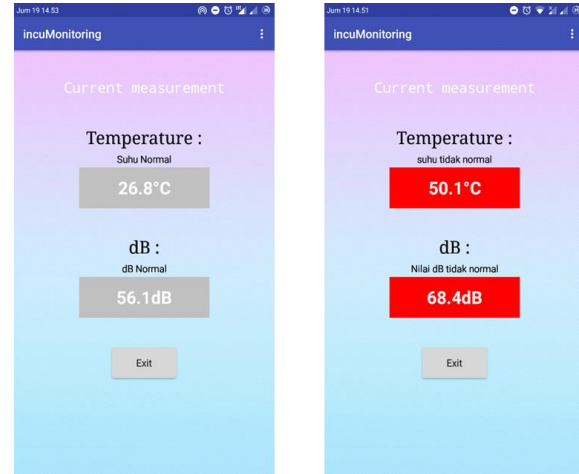 Jum 19 14.53
incuMonitoring
Current measurement
Temperature :
Suhu Normal
26.8°C
dB :
dB Normal
56.1dB
Exit
Jum 19 14.51
incuMonitoring
Current measurement
Temperature :
suhu tidak normal
50.1°C
dB :
Nilai dB tidak normal
68.4dB
Exit